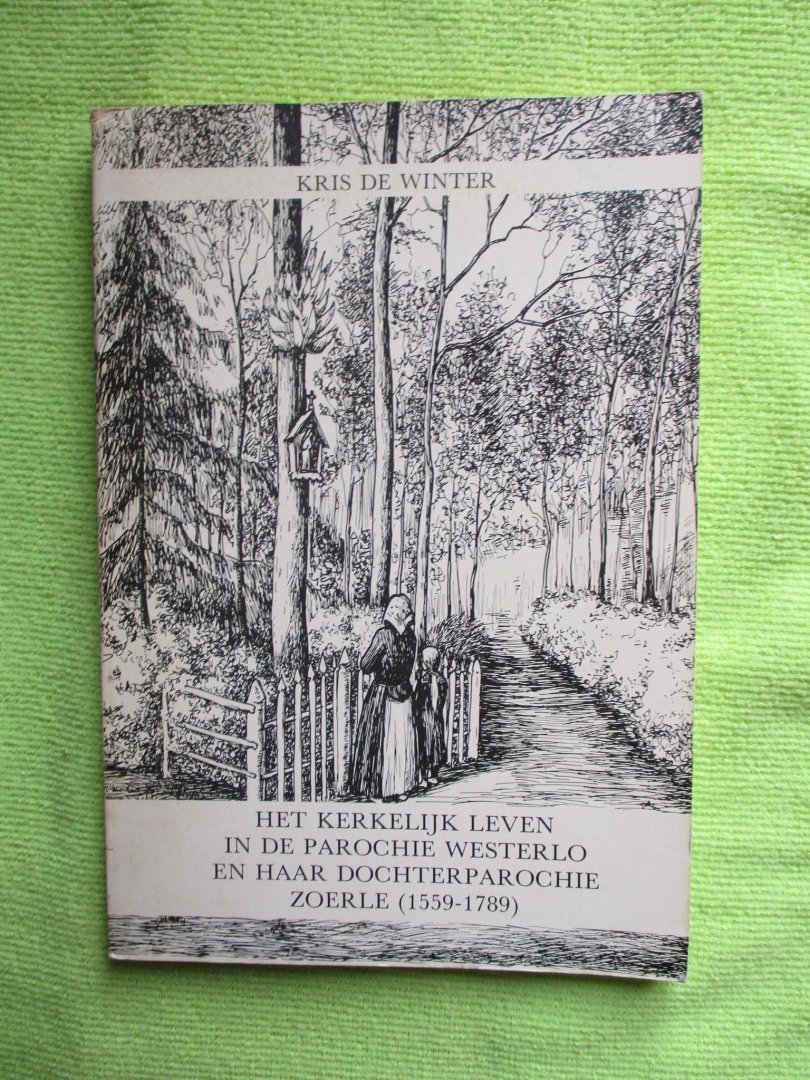 KRIS DE WINTER
HET KERKELIJK LEVEN
IN DE PAROCHIE WESTERLO
EN HAAR DOCHTERPAROCHIE
ZOERLE (1559-1789)